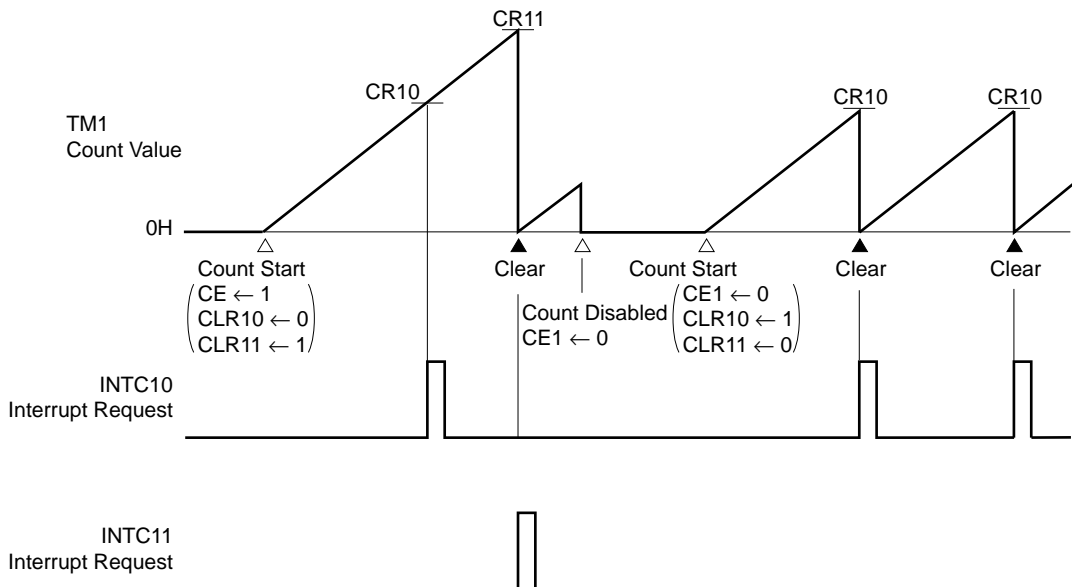 CR11
CR10
CR10
CR10
TM1
Count Value
0H
Count Start
CE ← 1
CLR10 ← 0
CLR11 ← 1
Clear
Count Disabled
CE1 ← 0
Count Start
CE1 ← 0
CLR10 ← 1
CLR11 ← 0
Clear
Clear
INTC10
Interrupt Request
INTC11
Interrupt Request